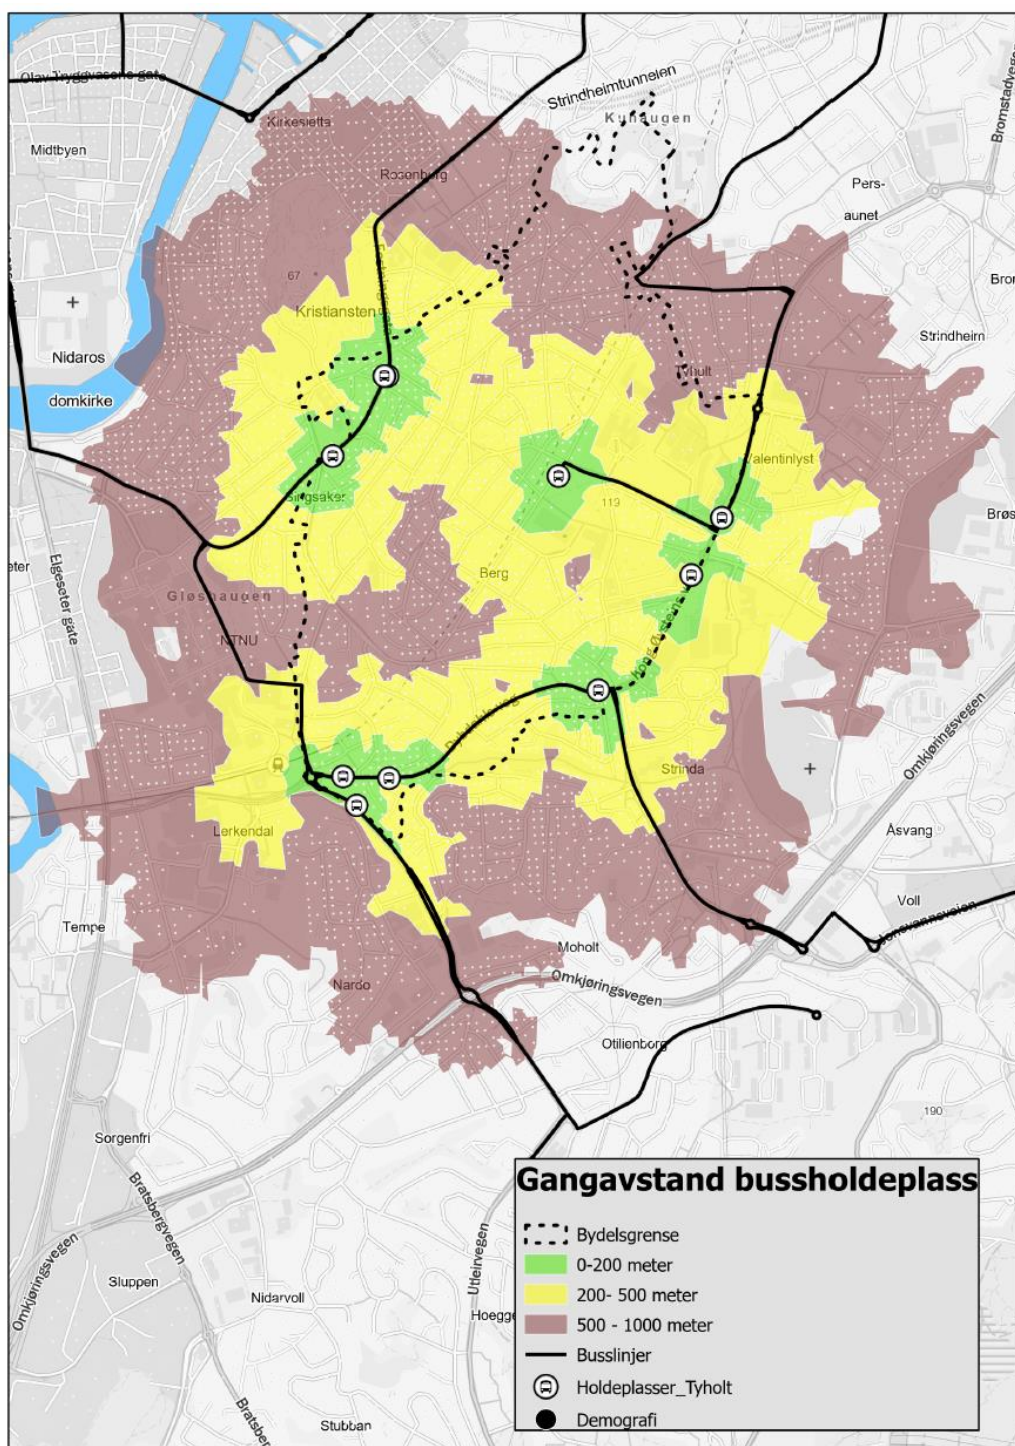 Olav Tryggvasons gate
Strindheimtunnelen
Kuhaugen
Bromstadvegen
Kirkesletta
Midtbyen
Rosenborg
Pers-
aunet
67
Kristiansten
Strindheim
Nidaros
domkirke
Tyholt
Valentinlyst
Singsaker
113
Berg
Elgeseter gate
Gløshaugen
NTNU
Kong Øysteins v
Strinda
Omkjøringsvegen
Lerkendal
Åsvang
Voll
Tempe
Jonsvannsveien
Moholt
Nardo
Omkjøringsvegen
Otilienborg
190
Sorgenfri
Bratsbergvegen
Omkjøringsvegen
Sluppen
Nidarvoll
Utleirvegen
Stubban
Gangavstand bussholdeplass
Bydelsgrense
0-200 meter
200- 500 meter
500 - 1000 meter
Busslinjer
Holdeplasser_Tyholt
Demografi